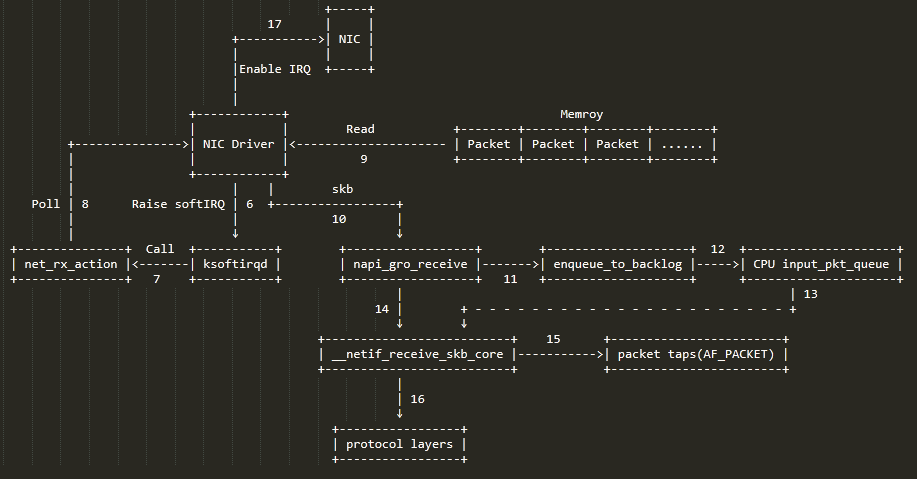 17
NIC
Enable IRQ
Memroy
NIC Driver
Read
Packet Packet Packet ......
9
Poll 8 Raise softIRQ 6 skb
10
Call 12
net_rx_action ksoftirqd napi_gro_receive enqueue_to_backlog CPU input_pkt_queue
7 11
13
14
15
__netif_receive_skb_core packet taps(AF_PACKET)
16
protocol layers